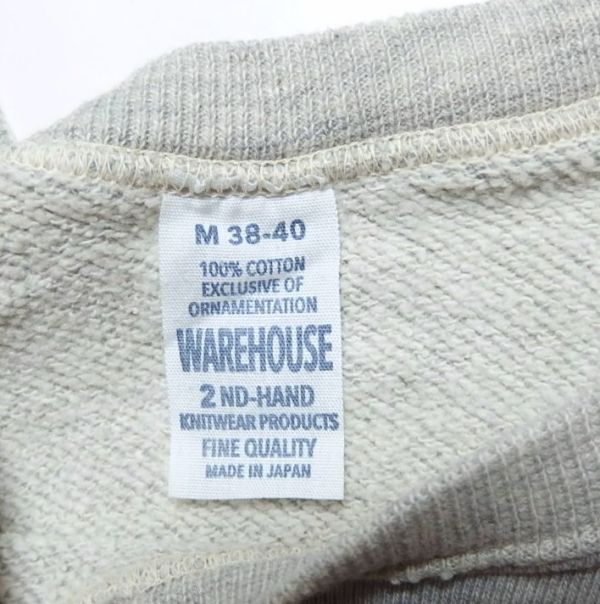 M 38-40
100% COTTON
EXCLUSIVE OF
ORNAMENTATION
WAREHOUSE
2 ND-HAND
KNITWEAR PRODUCTS
FINE QUALITY
MADE IN JAPAN